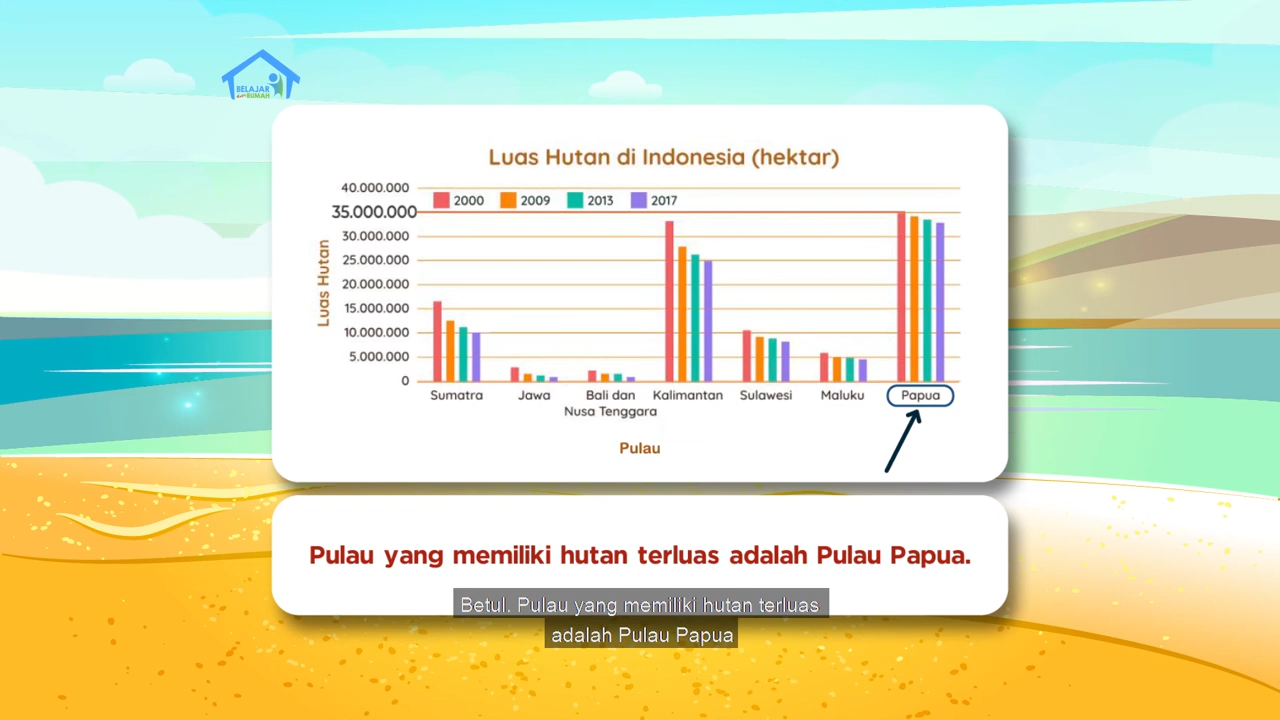 BELAJAR
dari RUMAH
Luas Hutan di Indonesia (hektar)
40.000.000
2000 2009 2013 2017
35.000.000
30.000.000
25.000.000
20.000.000
15.000.000
10.000.000
5.000.000
0
Luas Hutan
Sumatra Jawa Bali dan Kalimantan Sulawesi Maluku Papua
Nusa Tenggara
Pulau
Pulau yang memiliki hutan terluas adalah Pulau Papua.
Betul. Pulau yang memiliki hutan terluas
adalah Pulau Papua